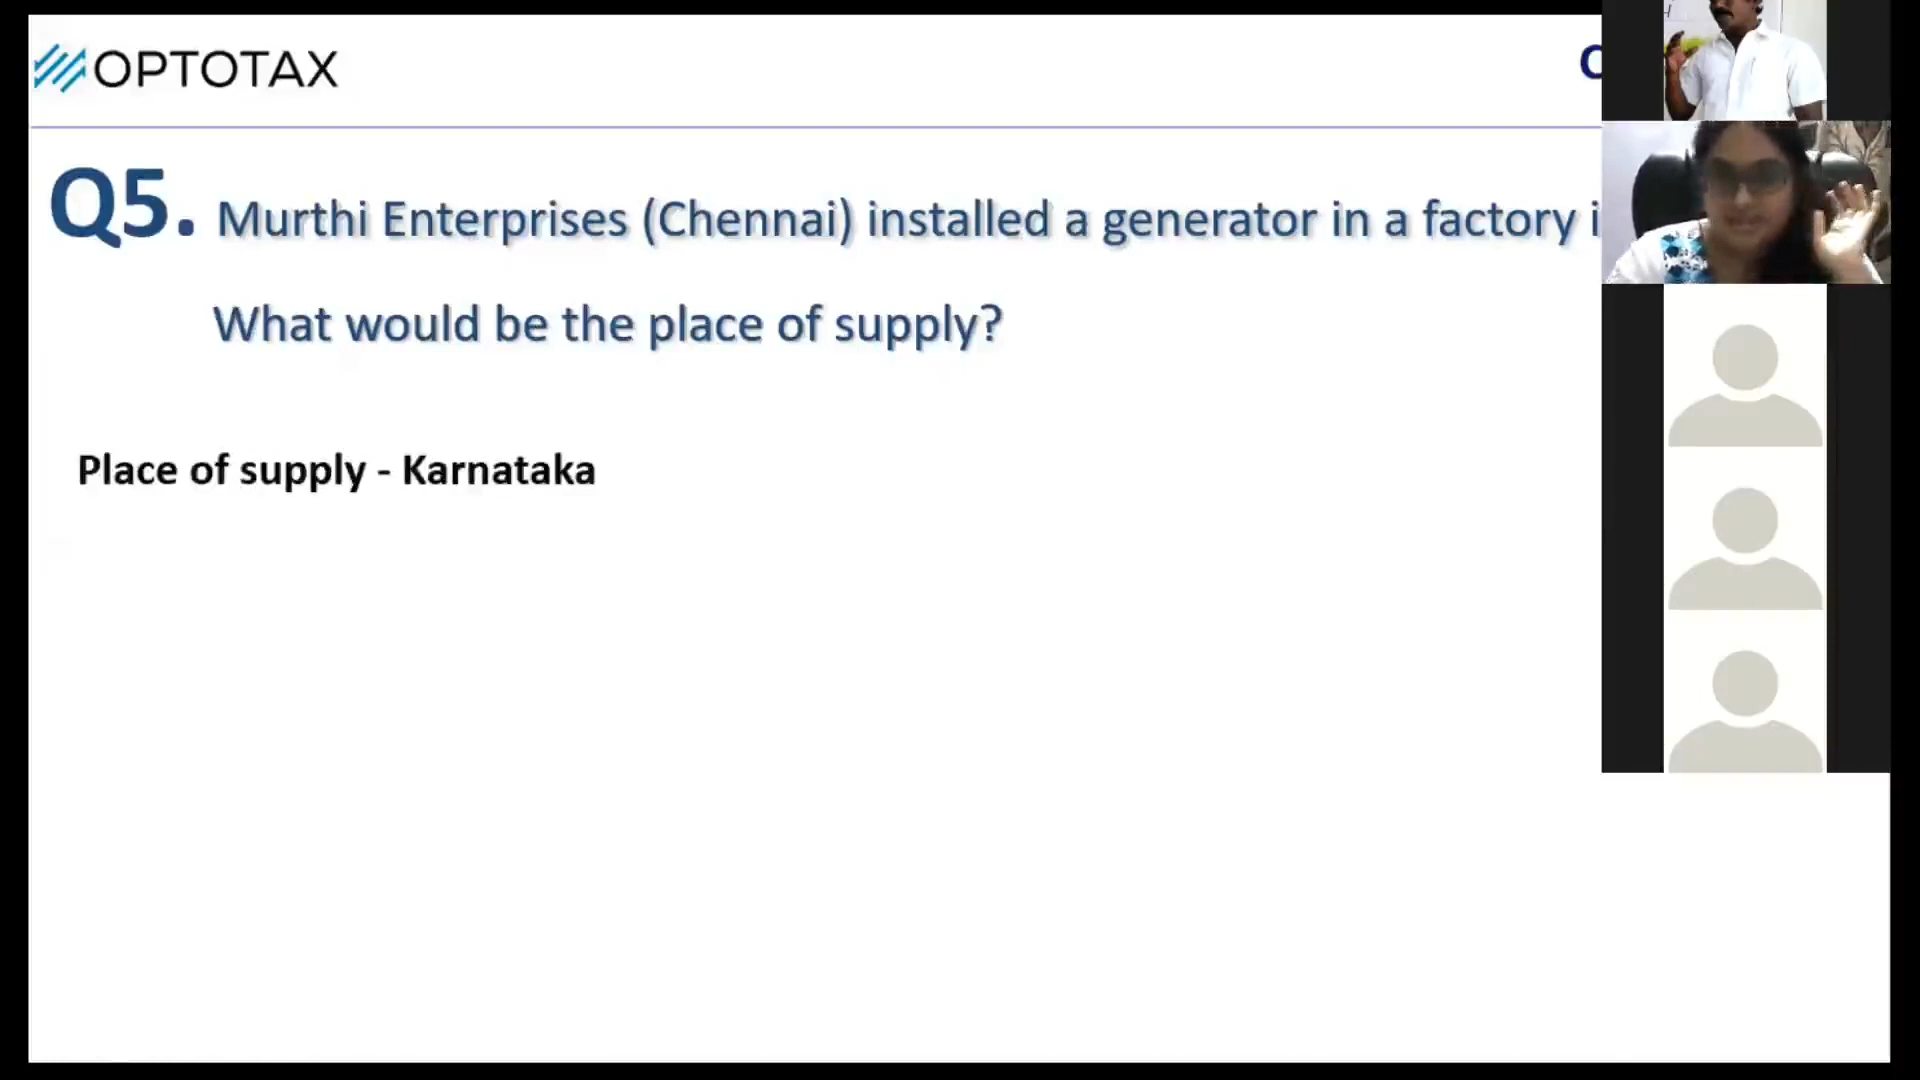 OPTOTAX
Q5. Murthi Enterprises (Chennai) installed a generator in a factory
What would be the place of supply?
Place of supply - Karnataka